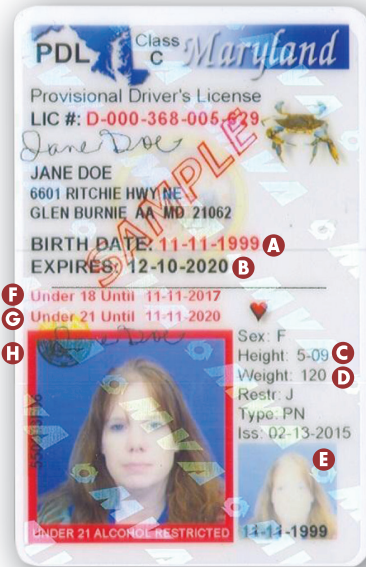 PDL Class C Maryland
Provisional Driver's License
LIC #: D-000-368-005-629
Jane Doe
JANE DOE
6601 RITCHIE HWY NE
GLEN BURNIE AA MD 21062
SAMPLE
BIRTH DATE: 11-11-1999 A
EXPIRES: 12-10-2020 B
F Under 18 Until 11-11-2017
G Under 21 Until 11-11-2020
H Jane Doe
Sex: F
Height: 5-09 C
Weight: 120 D
Restr: J
Type: PN
Iss: 02-13-2015
E
UNDER 21 ALCOHOL RESTRICTED
11-11-1999